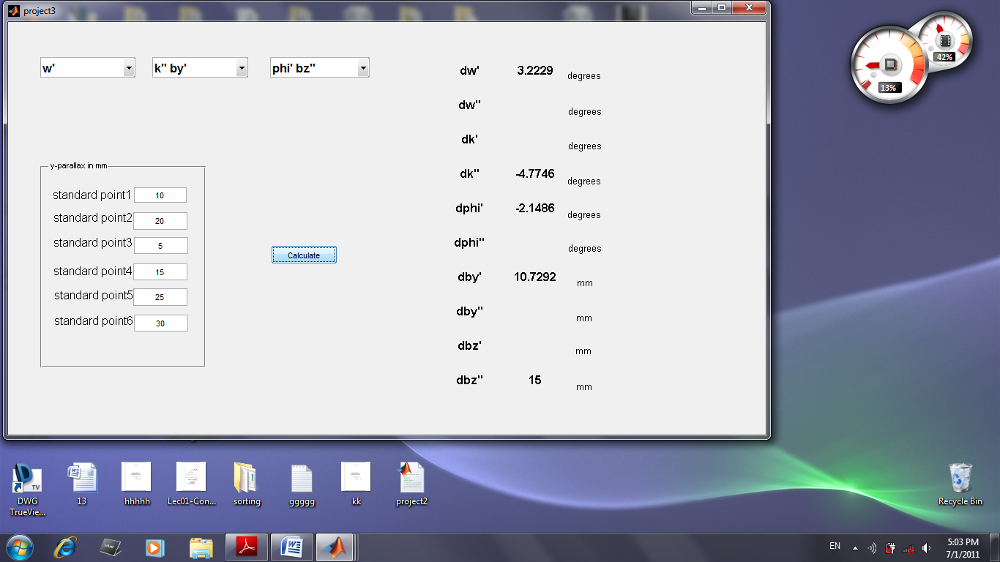 project3
w'
k'' by'
phi' bz''
dw' 3.2229 degrees
dw'' degrees
dk' degrees
dk'' -4.7746 degrees
dphi' -2.1486 degrees
dphi'' degrees
dby' 10.7292 mm
dby'' mm
dbz' mm
dbz'' 15 mm
y-parallax in mm
standard point1 10
standard point2 20
standard point3 5
standard point4 15
standard point5 25
standard point6 30
Calculate
42%
13%
DWG
TrueVie...
TV
13
hhhhh
Lec01-Con...
sorting
ggggg
kk
project2
Recycle Bin
EN
5:03 PM
7/1/2011